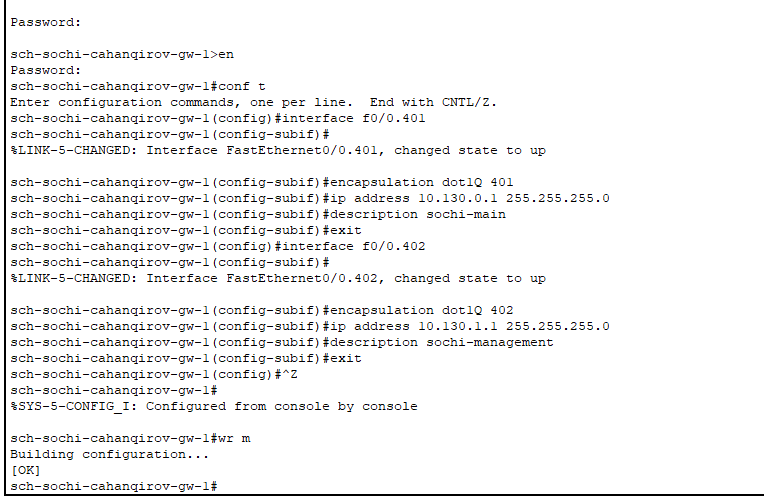 Password:
sch-sochi-cahanqirov-gw-1>en
Password:
sch-sochi-cahanqirov-gw-1#conf t
Enter configuration commands, one per line.  End with CNTL/Z.
sch-sochi-cahanqirov-gw-1(config)#interface f0/0.401
sch-sochi-cahanqirov-gw-1(config-subif)#
%LINK-5-CHANGED: Interface FastEthernet0/0.401, changed state to up
sch-sochi-cahanqirov-gw-1(config-subif)#encapsulation dot1Q 401
sch-sochi-cahanqirov-gw-1(config-subif)#ip address 10.130.0.1 255.255.255.0
sch-sochi-cahanqirov-gw-1(config-subif)#description sochi-main
sch-sochi-cahanqirov-gw-1(config-subif)#exit
sch-sochi-cahanqirov-gw-1(config)#interface f0/0.402
sch-sochi-cahanqirov-gw-1(config-subif)#
%LINK-5-CHANGED: Interface FastEthernet0/0.402, changed state to up
sch-sochi-cahanqirov-gw-1(config-subif)#encapsulation dot1Q 402
sch-sochi-cahanqirov-gw-1(config-subif)#ip address 10.130.1.1 255.255.255.0
sch-sochi-cahanqirov-gw-1(config-subif)#description sochi-management
sch-sochi-cahanqirov-gw-1(config-subif)#exit
sch-sochi-cahanqirov-gw-1(config)#^Z
sch-sochi-cahanqirov-gw-1#
%SYS-5-CONFIG_I: Configured from console by console
sch-sochi-cahanqirov-gw-1#wr m
Building configuration...
[OK]
sch-sochi-cahanqirov-gw-1#